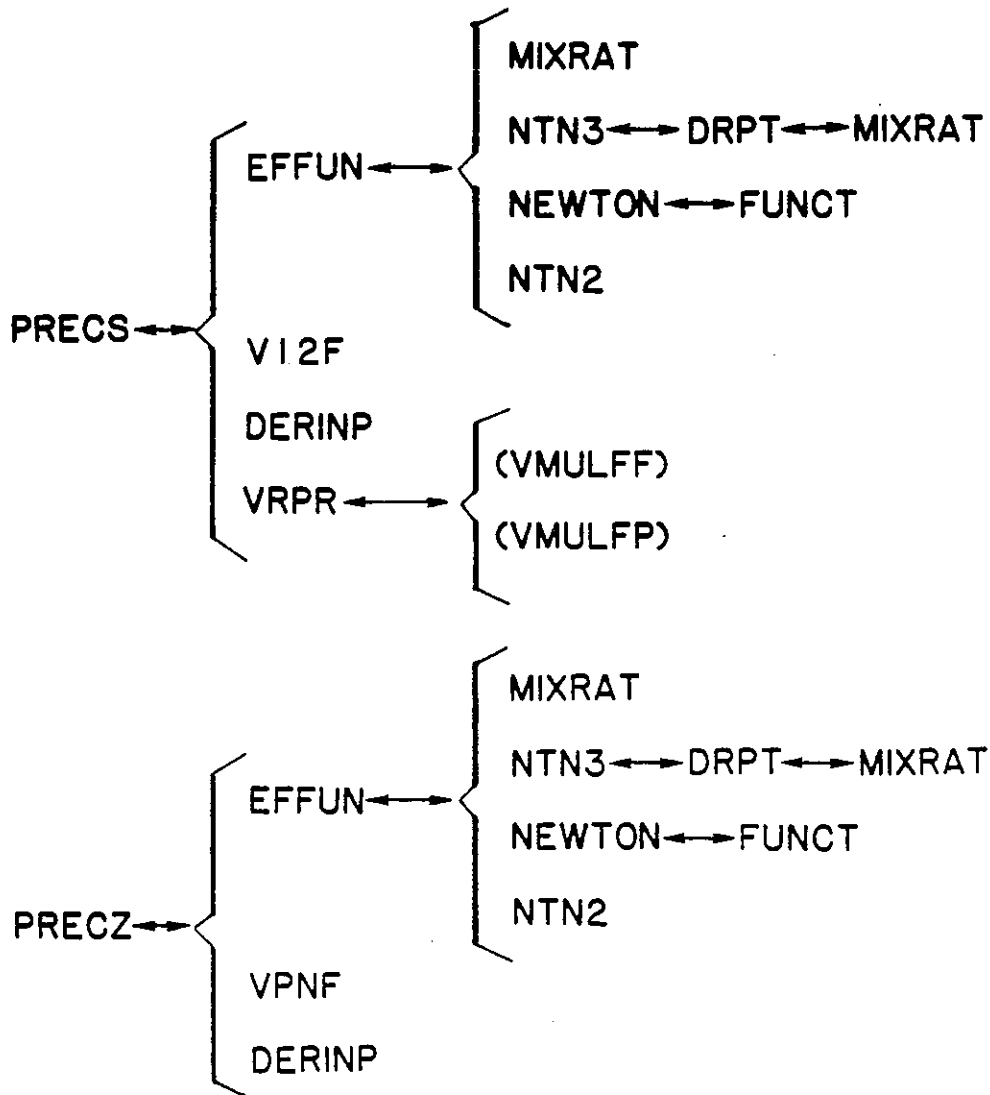 MIXRAT
NTN3 DRPT MIXRAT
EFFUN
NEWTON FUNCT
NTN2
PRECS
V12F
DERINP
VRPR
(VMULFF)
(VMULFP)
MIXRAT
NTN3 DRPT MIXRAT
EFFUN
NEWTON FUNCT
NTN2
PRECZ
VPNF
DERINP